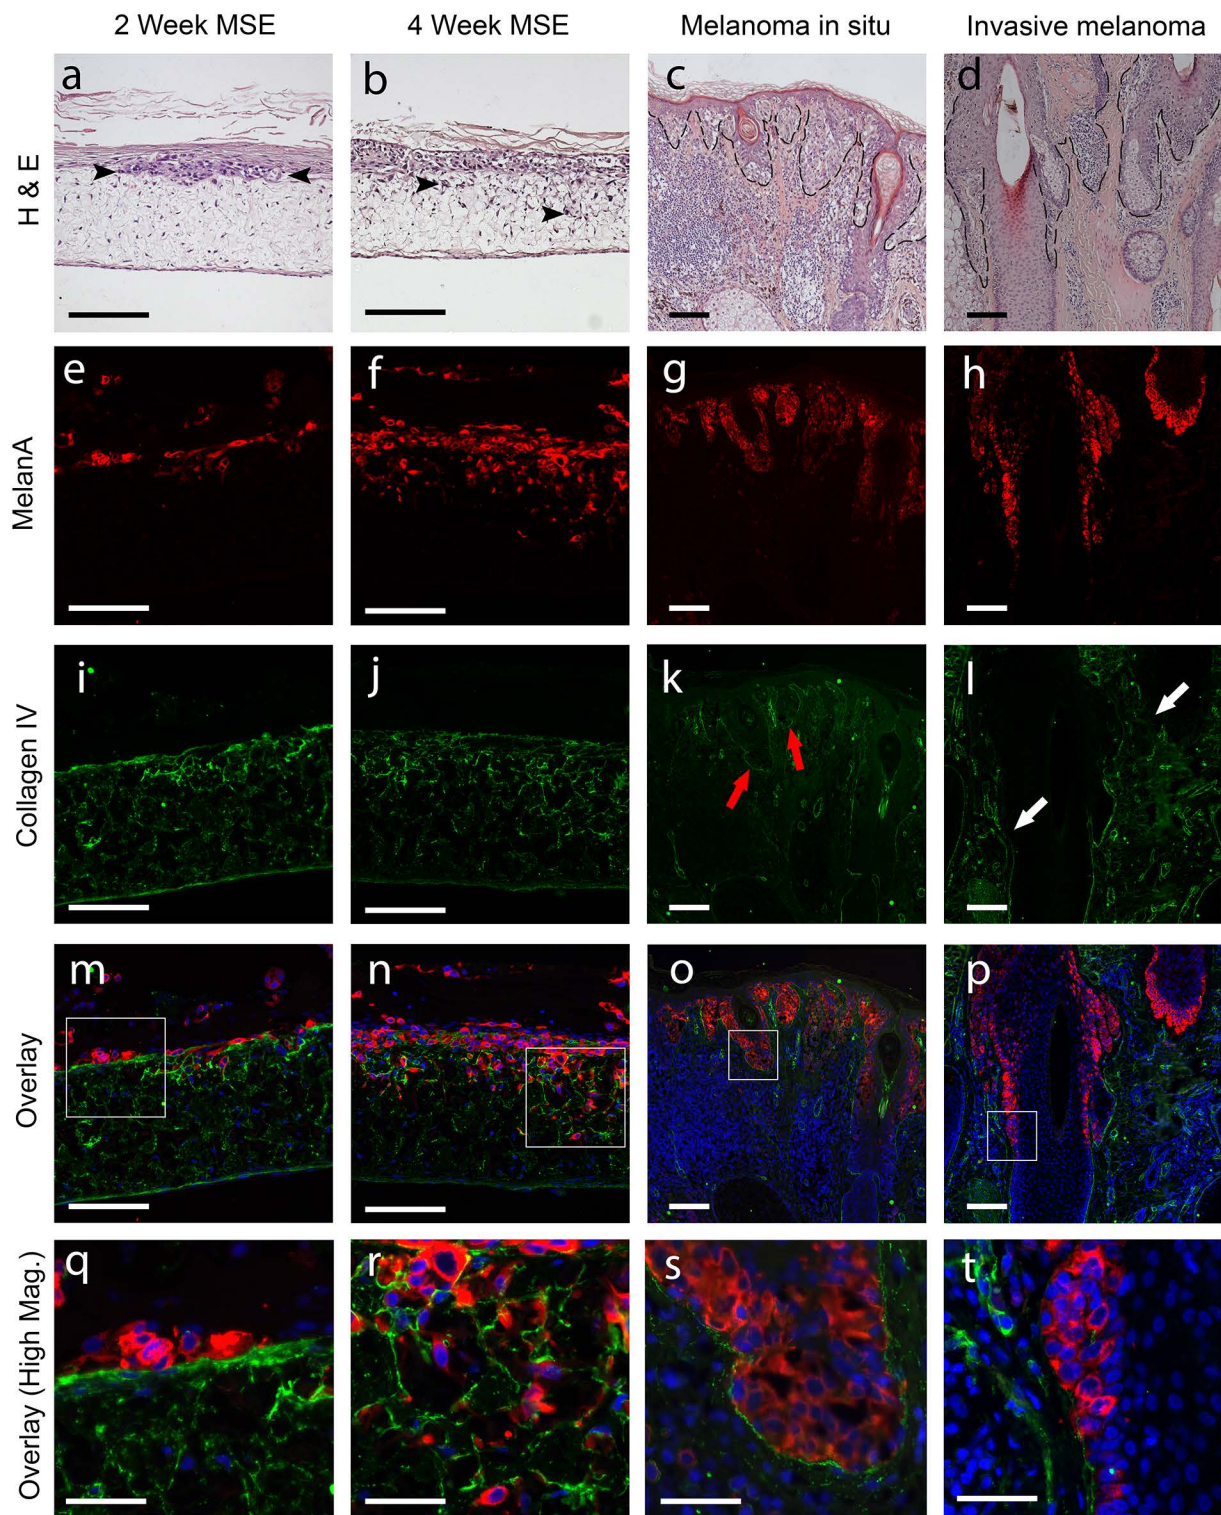 2 Week MSE
4 Week MSE
Melanoma in situ
Invasive melanoma
H & E
a
b
c
d
MelanA
e
f
g
h
Collagen IV
i
j
k
l
Overlay
m
n
o
p
Overlay (High Mag.)
q
r
s
t